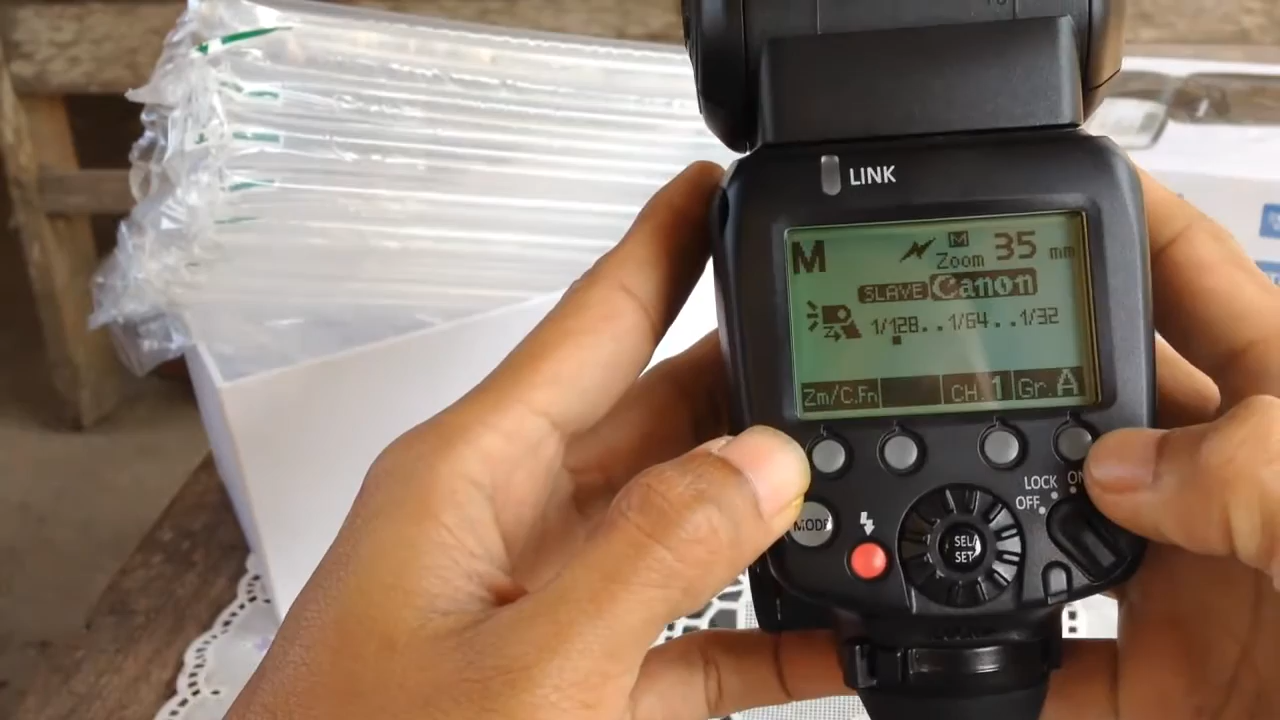 LINK
M M Zoom 35 mm
SLAVE Canon
1/128..1/64..1/32
Zm/C.Fn CH.1 Gr.A
LOCK
OFF
MODE
SEL/
SET